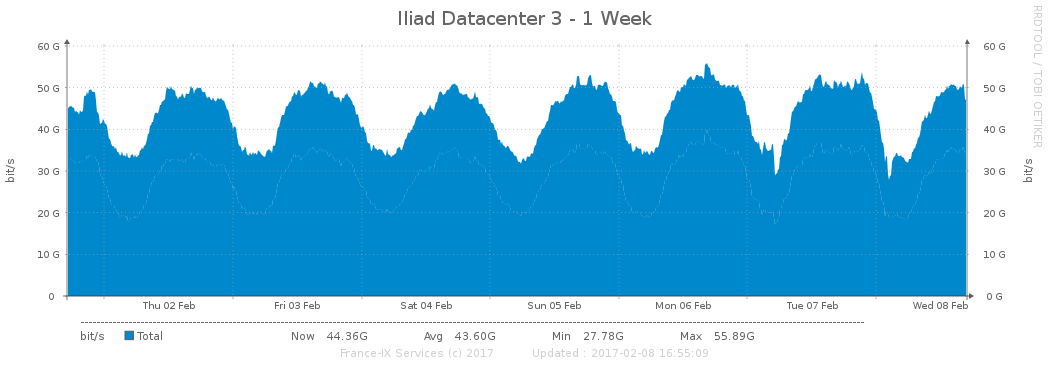 Iliad Datacenter 3 - 1 Week
RRDTOOL / TOBI OETIKER
bit/s
60 G
50 G
40 G
30 G
20 G
10 G
0
60 G
50 G
40 G
30 G
20 G
10 G
0 G
bit/s
Thu 02 Feb Fri 03 Feb Sat 04 Feb Sun 05 Feb Mon 06 Feb Tue 07 Feb Wed 08 Feb
bit/s Total Now 44.36G Avg 43.60G Min 27.78G Max 55.89G
France-IX Services (c) 2017 Updated : 2017-02-08 16:55:09